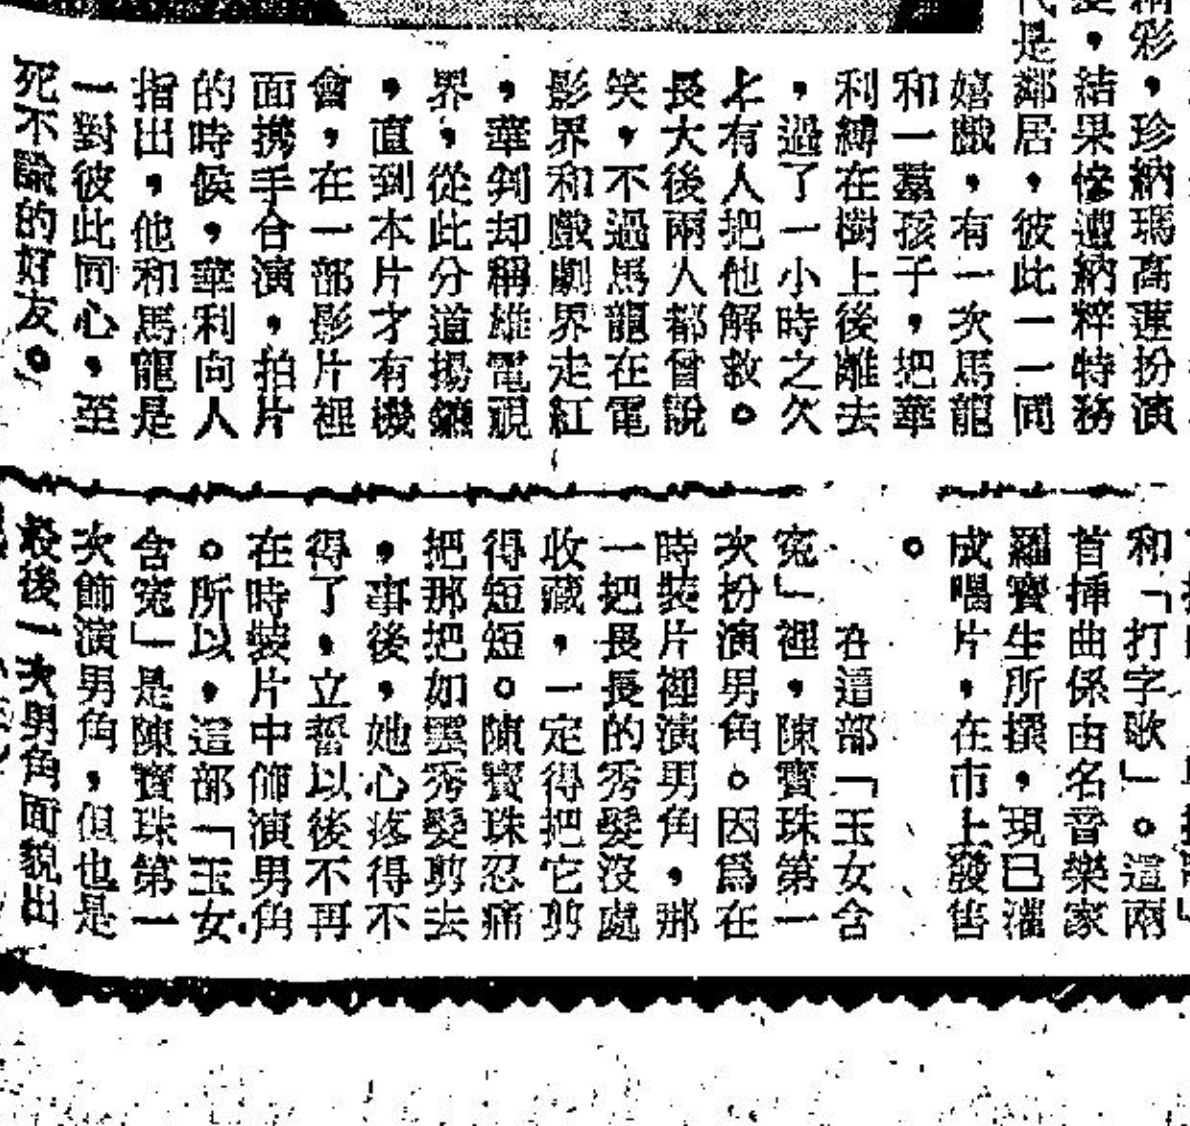 精彩，珍納瑪高蓮扮演
，結果慘遭納粹特務
代是鄰居，彼此一一同
嬉戲，有一次馬龍
和一羣孩子，把華
利縛在樹上後離去
，過了一小時之久
才有人把他解救。
長大後兩人都曾說
笑，不過馬龍在電
影界和戲劇界走紅
，華利却稱雄電視
界，從此分道揚鑣
，直到本片才有機
會，在一部影片裡
面携手合演，拍片
的時候，華利向人
指出，他和馬龍是
一對彼此同心，至
死不渝的好友。」
和「打字歌」。這兩
首揷曲係由名音樂家
羅寶生所撰，現已灌
成唱片，在市上發售
。
在這部「玉女含
寃」裡，陳寶珠第一
次扮演男角。因爲在
時裝片裡演男角，那
一把長長的秀髮沒處
收藏，一定得把它剪
得短短。陳寶珠忍痛
把那把如雲秀髮剪去
，事後，她心疼得不
得了，立誓以後不再
在時裝片中飾演男角
。所以，這部「玉女
含寃」是陳寶珠第一
次飾演男角，但也是
最後一次男角面貌出